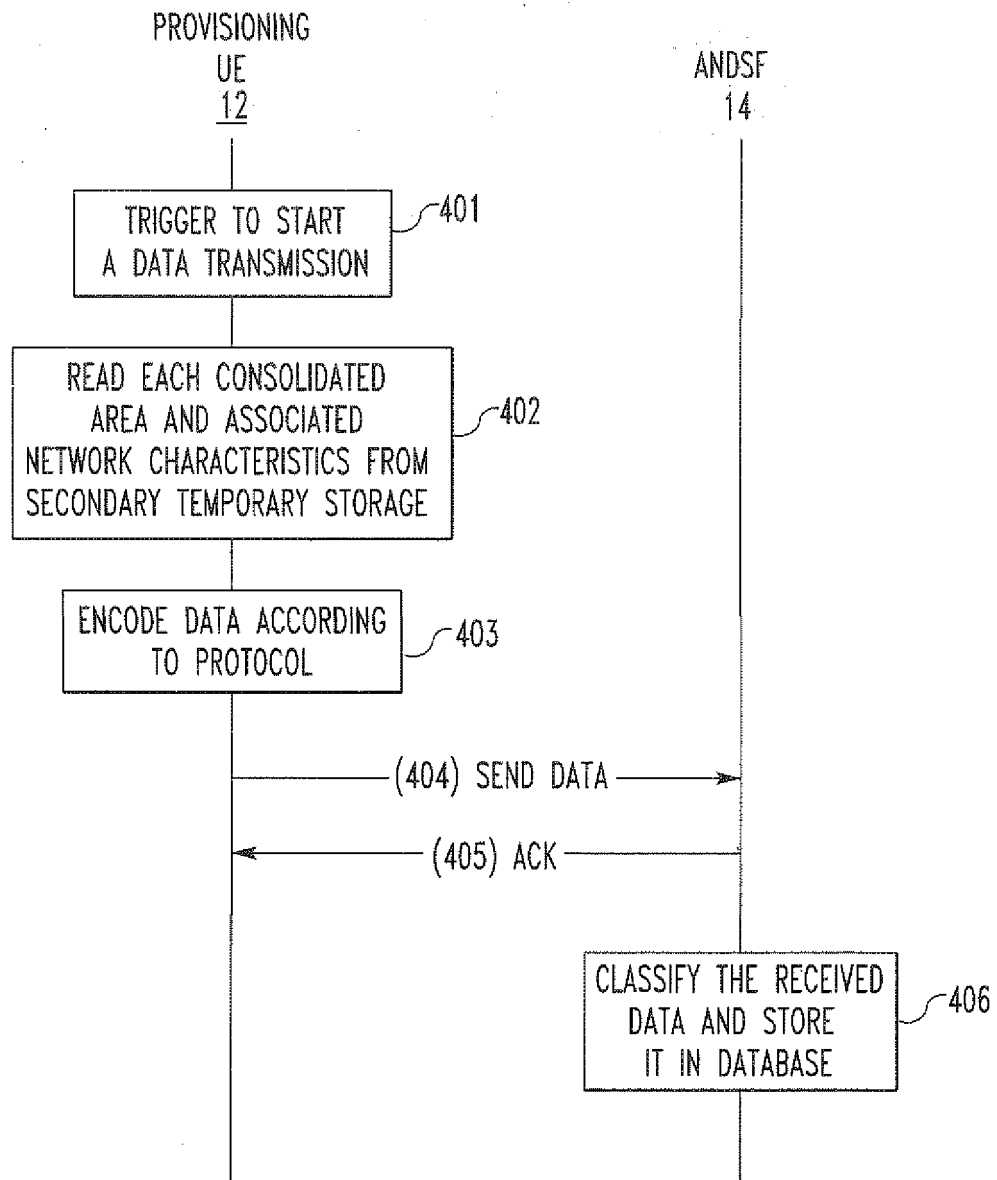 PROVISIONING
UE
12
ANDSF
14
TRIGGER TO START
A DATA TRANSMISSION
401
READ EACH CONSOLIDATED
AREA AND ASSOCIATED
NETWORK CHARACTERISTICS FROM
SECONDARY TEMPORARY STORAGE
402
ENCODE DATA ACCORDING
TO PROTOCOL
403
(404) SEND DATA
(405) ACK
CLASSIFY THE RECEIVED
DATA AND STORE
IT IN DATABASE
406